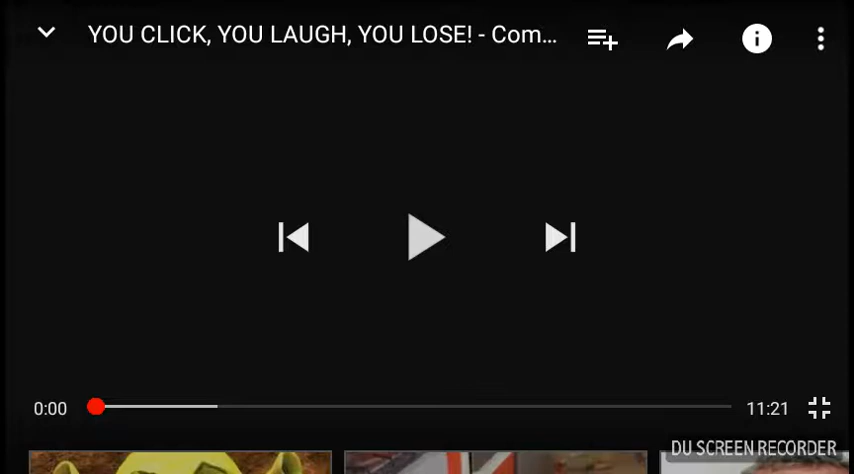 YOU CLICK, YOU LAUGH, YOU LOSE! - Com...
0:00
11:21
DU SCREEN RECORDER